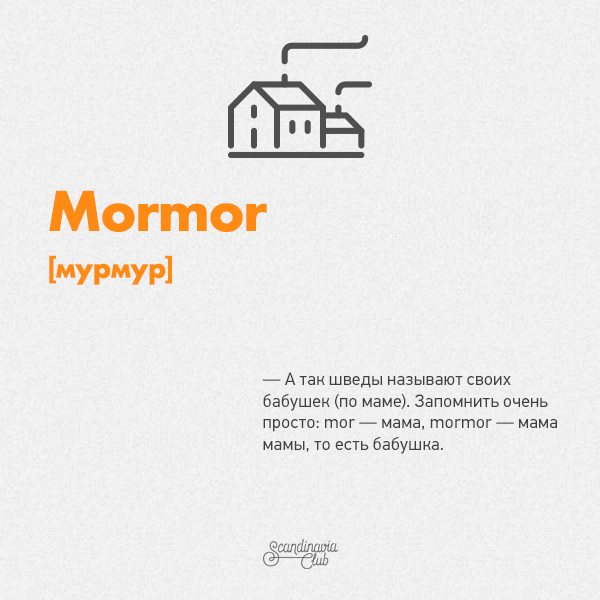 Mormor
[мурмур]
— А так шведы называют своих
бабушек (по маме). Запомнить очень
просто: mor — мама, mormor — мама
мамы, то есть бабушка.
Scandinavia
Club